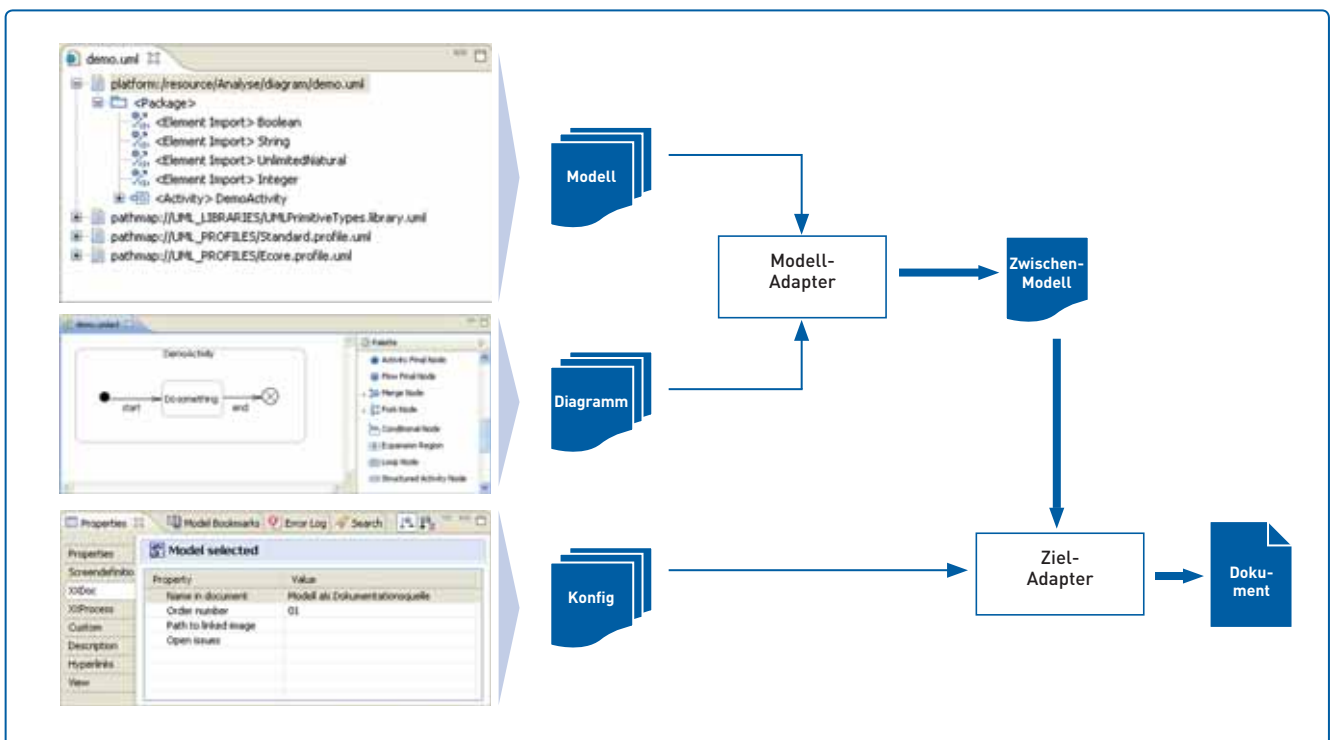 demo.uml
platform:/resource/Analyse/diagram/demo.uml
<Package>
<Element Import> Boolean
<Element Import> String
<Element Import> UnlimitedNatural
<Element Import> Integer
<Activity> DemoActivity
pathmap://UML_LIBRARIES/UMLPrimitiveTypes.library.uml
pathmap://UML_PROFILES/Standard.profile.uml
pathmap://UML_PROFILES/Ecore.profile.uml
Modell
Modell-
Adapter
Zwischen-
Modell
DemoActivity
start
Do something
end
Palette
Activity Final Node
Flow Final Node
Merge Node
Fork Node
Conditional Node
Expansion Region
Loop Node
Structured Activity Node
Diagramm
Properties
Model Bookmarks
Error Log
Search
Properties
Screendefinitio
XIDoc
XIProcess
Custom
Description
Hyperlinks
View
Model selected
Property Value
Name in document Modell als Dokumentationsquelle
Order number 01
Path to linked image
Open issues
Konfig
Ziel-
Adapter
Doku-
ment